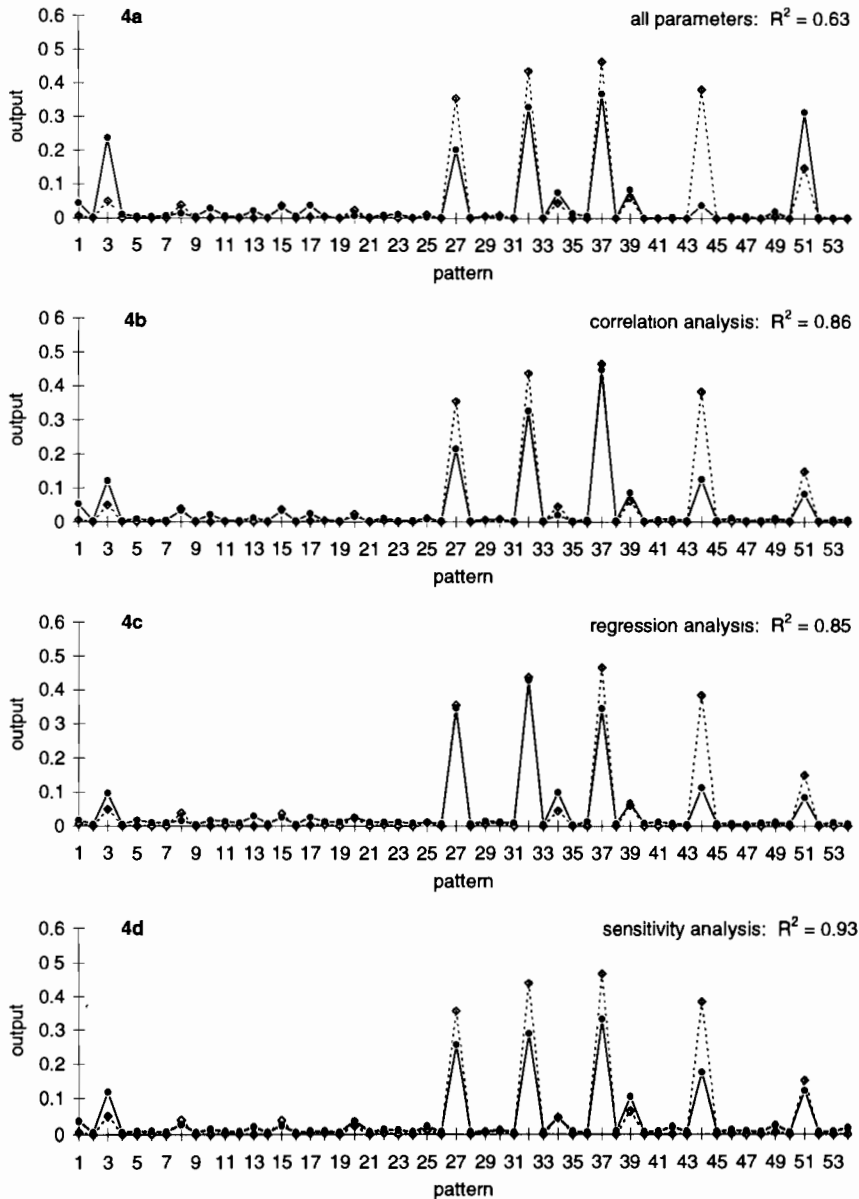 4a
all parameters: R² = 0.63
0.6
0 5
0.4
0.3
0.2
0.1
0
output
1 3 5 7 9 11 13 15 17 19 21 23 25 27 29 31 33 35 37 39 41 43 45 47 49 51 53
pattern
4b
correlation analysis: R² = 0.86
0 6
0.5
0.4
0.3
0.2
0.1
0
output
1 3 5 7 9 11 13 15 17 19 21 23 25 27 29 31 33 35 37 39 41 43 45 47 49 51 53
pattern
4c
regression analysis: R² = 0.85
0.6
0 5
0.4
0.3
0.2
0.1
0
output
1 3 5 7 9 11 13 15 17 19 21 23 25 27 29 31 33 35 37 39 41 43 45 47 49 51 53
pattern
4d
sensitivity analysis: R² = 0.93
0.6
0 5
0.4
0.3
0.2
0.1
0
output
1 3 5 7 9 11 13 15 17 19 21 23 25 27 29 31 33 35 37 39 41 43 45 47 49 51 53
pattern